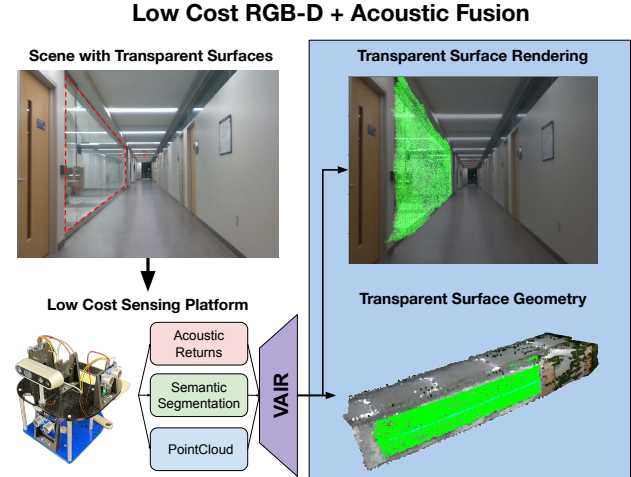 Low Cost RGB-D + Acoustic Fusion
Scene with Transparent Surfaces
Transparent Surface Rendering
Low Cost Sensing Platform
Acoustic
Returns
Semantic
Segmentation
PointCloud
VAIR
Transparent Surface Geometry